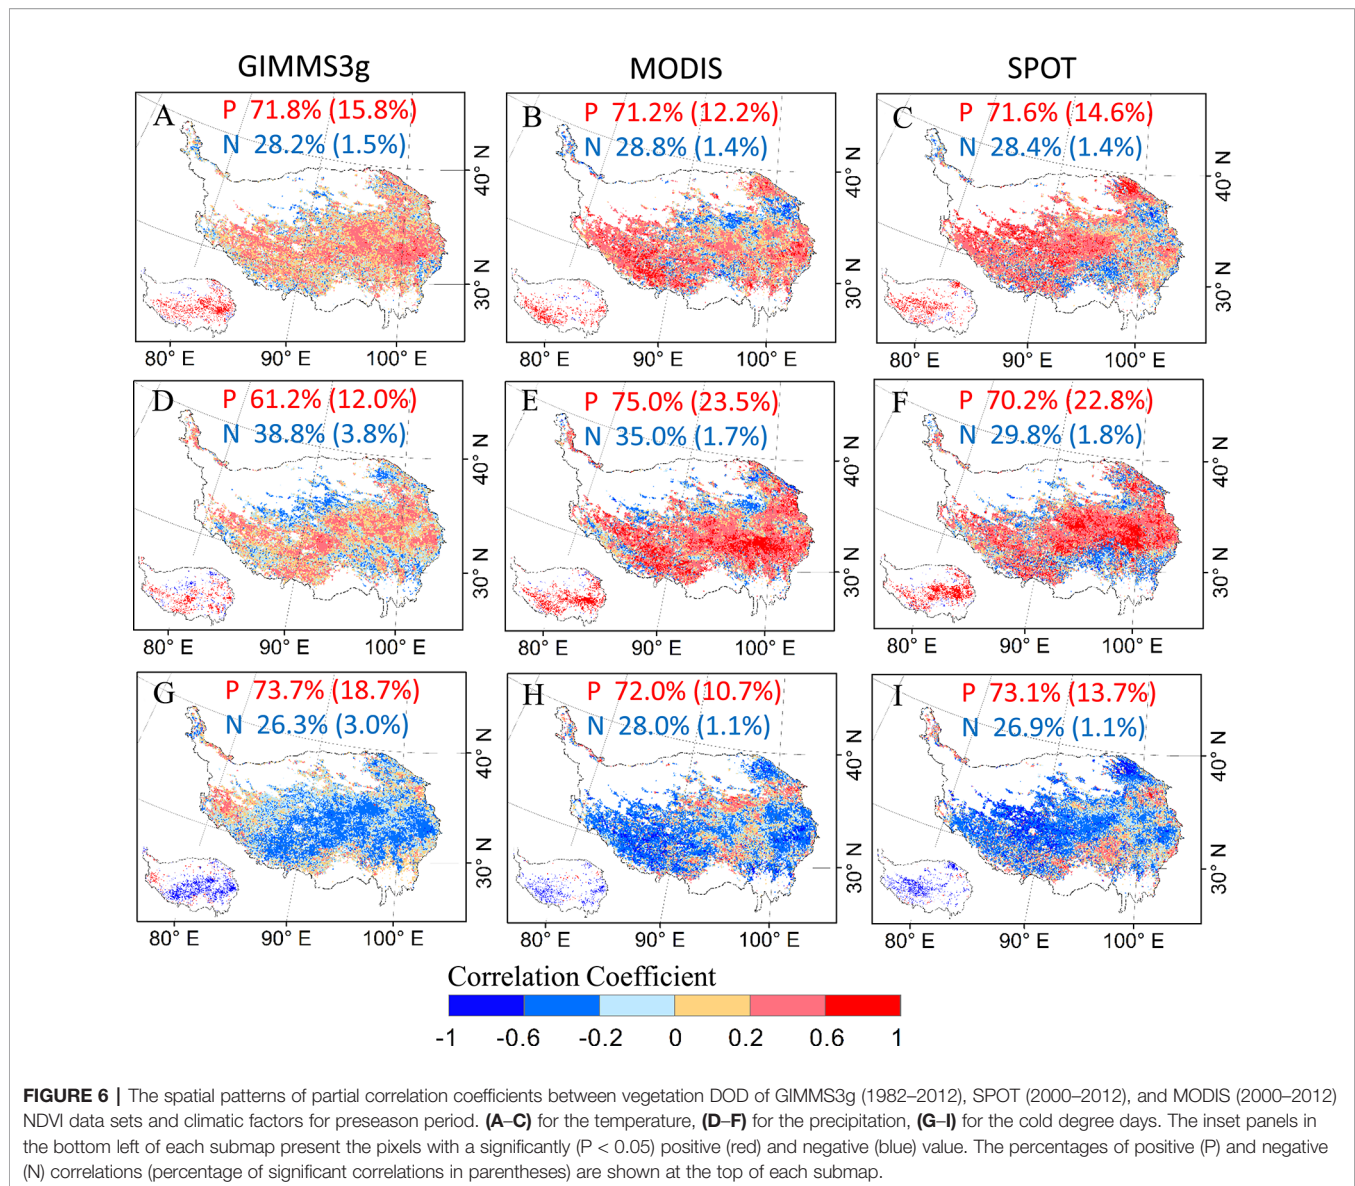 GIMMS3g
MODIS
SPOT
A
P 71.8% (15.8%)
N 28.2% (1.5%)
40° N
30° N
80° E
90° E
100° E
B
P 71.2% (12.2%)
N 28.8% (1.4%)
40° N
30° N
80° E
90° E
100° E
C
P 71.6% (14.6%)
N 28.4% (1.4%)
40° N
30° N
80° E
90° E
100° E
D
P 61.2% (12.0%)
N 38.8% (3.8%)
40° N
30° N
80° E
90° E
100° E
E
P 75.0% (23.5%)
N 35.0% (1.7%)
40° N
30° N
80° E
90° E
100° E
F
P 70.2% (22.8%)
N 29.8% (1.8%)
40° N
30° N
80° E
90° E
100° E
G
P 73.7% (18.7%)
N 26.3% (3.0%)
40° N
30° N
80° E
90° E
100° E
H
P 72.0% (10.7%)
N 28.0% (1.1%)
40° N
30° N
80° E
90° E
100° E
I
P 73.1% (13.7%)
N 26.9% (1.1%)
40° N
30° N
80° E
90° E
100° E
Correlation Coefficient
-1 -0.6 -0.2 0 0.2 0.6 1
FIGURE 6 | The spatial patterns of partial correlation coefficients between vegetation DOD of GIMMS3g (1982–2012), SPOT (2000–2012), and MODIS (2000–2012)
NDVI data sets and climatic factors for preseason period. (A–C) for the temperature, (D–F) for the precipitation, (G–I) for the cold degree days. The inset panels in
the bottom left of each submap present the pixels with a significantly (P < 0.05) positive (red) and negative (blue) value. The percentages of positive (P) and negative
(N) correlations (percentage of significant correlations in parentheses) are shown at the top of each submap.